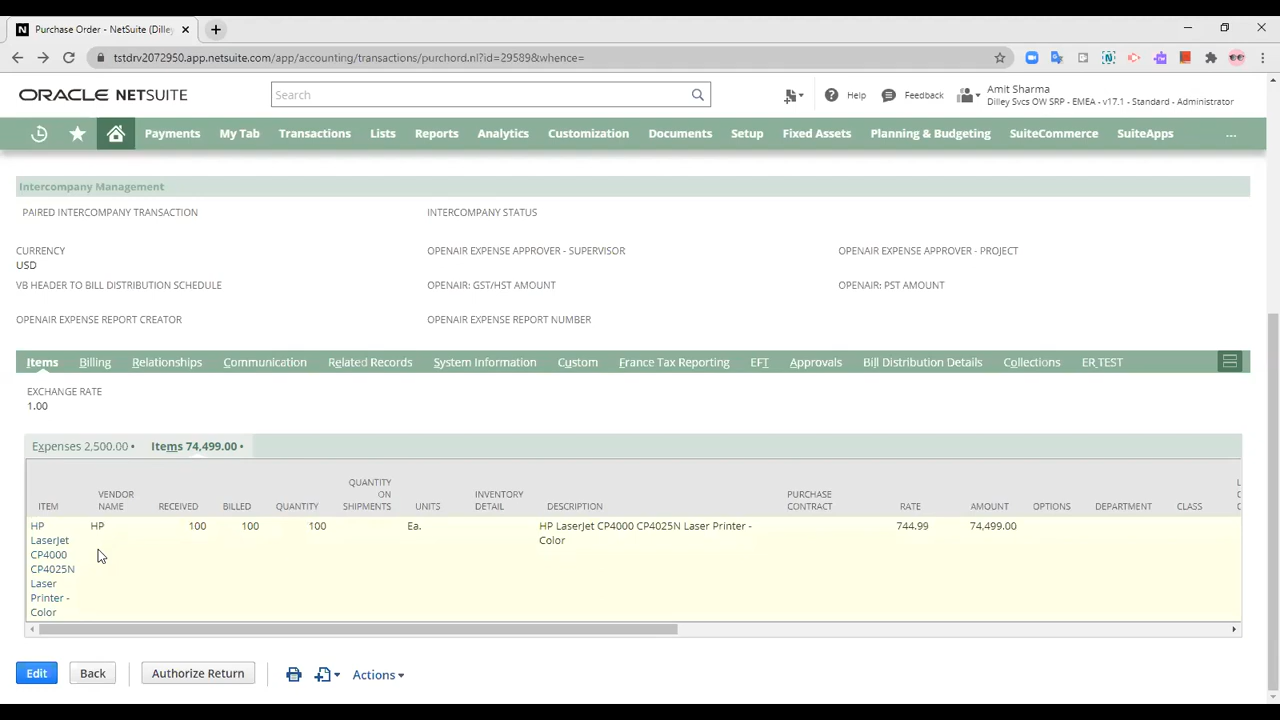 Purchase Order - NetSuite (Dilley
tstdrv2072950.app.netsuite.com/app/accounting/transactions/purchord.nl?id=29589&whence=
ORACLE NETSUITE
Search
Help
Feedback
Amit Sharma
Dilley Svcs OW SRP - EMEA - v17.1 - Standard - Administrator
Payments My Tab Transactions Lists Reports Analytics Customization Documents Setup Fixed Assets Planning & Budgeting SuiteCommerce SuiteApps ...
Intercompany Management
PAIRED INTERCOMPANY TRANSACTION
INTERCOMPANY STATUS
CURRENCY
USD
OPENAIR EXPENSE APPROVER - SUPERVISOR
OPENAIR EXPENSE APPROVER - PROJECT
VB HEADER TO BILL DISTRIBUTION SCHEDULE
OPENAIR: GST/HST AMOUNT
OPENAIR: PST AMOUNT
OPENAIR EXPENSE REPORT CREATOR
OPENAIR EXPENSE REPORT NUMBER
Items Billing Relationships Communication Related Records System Information Custom France Tax Reporting EFT Approvals Bill Distribution Details Collections ER TEST
EXCHANGE RATE
1.00
Expenses 2,500.00 • Items 74,499.00 •
ITEM
VENDOR
NAME
RECEIVED
BILLED
QUANTITY
QUANTITY
ON
SHIPMENTS
UNITS
INVENTORY
DETAIL
DESCRIPTION
PURCHASE
CONTRACT
RATE
AMOUNT
OPTIONS
DEPARTMENT
CLASS
HP
LaserJet
CP4000
CP4025N
Laser
Printer -
Color
HP
100
100
100
Ea.
HP LaserJet CP4000 CP4025N Laser Printer -
Color
744.99
74,499.00
Edit
Back
Authorize Return
Actions